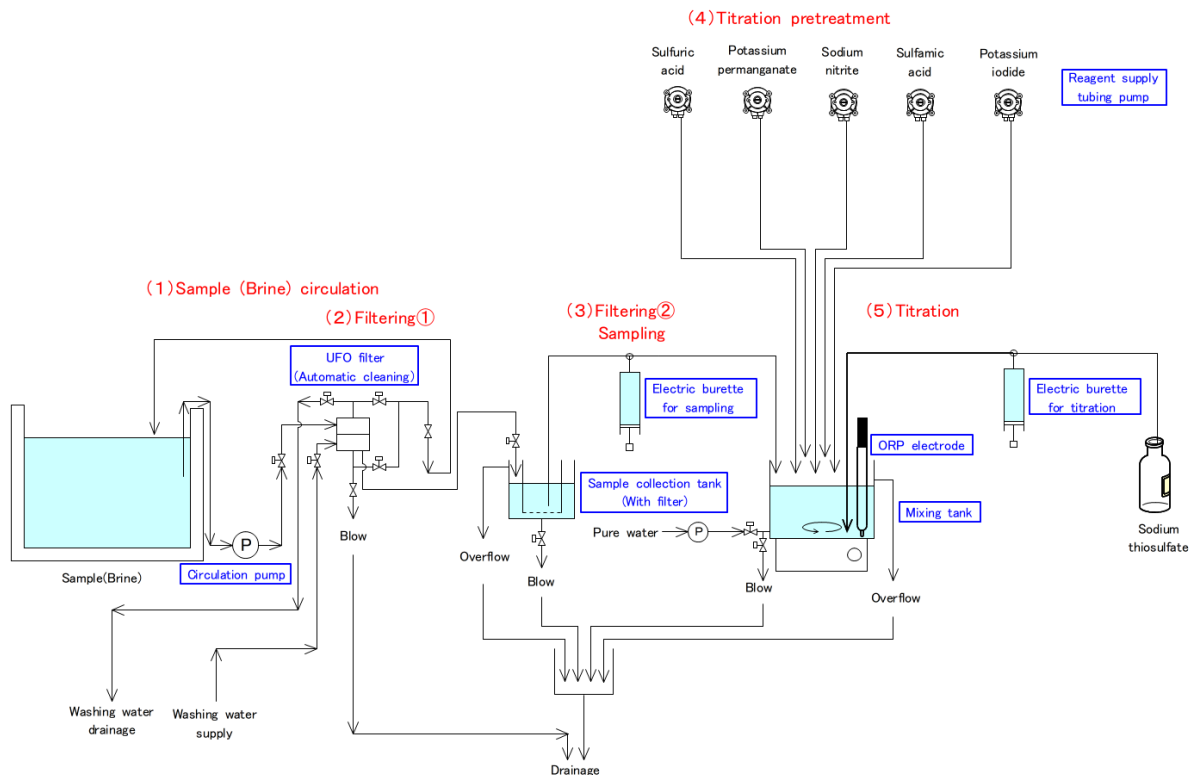 (4) Titration pretreatment
Sulfuric
acid
Potassium
permanganate
Sodium
nitrite
Sulfamic
acid
Potassium
iodide
Reagent supply
tubing pump
(1) Sample (Brine) circulation
(2) Filtering①
(3) Filtering②
Sampling
(5) Titration
UFO filter
(Automatic cleaning)
Electric burette
for sampling
Electric burette
for titration
ORP electrode
Sample collection tank
(With filter)
Mixing tank
Pure water
P
P
Sodium
thiosulfate
Blow
Overflow
Blow
Blow
Overflow
Sample(Brine)
Circulation pump
Washing water
drainage
Washing water
supply
Drainage